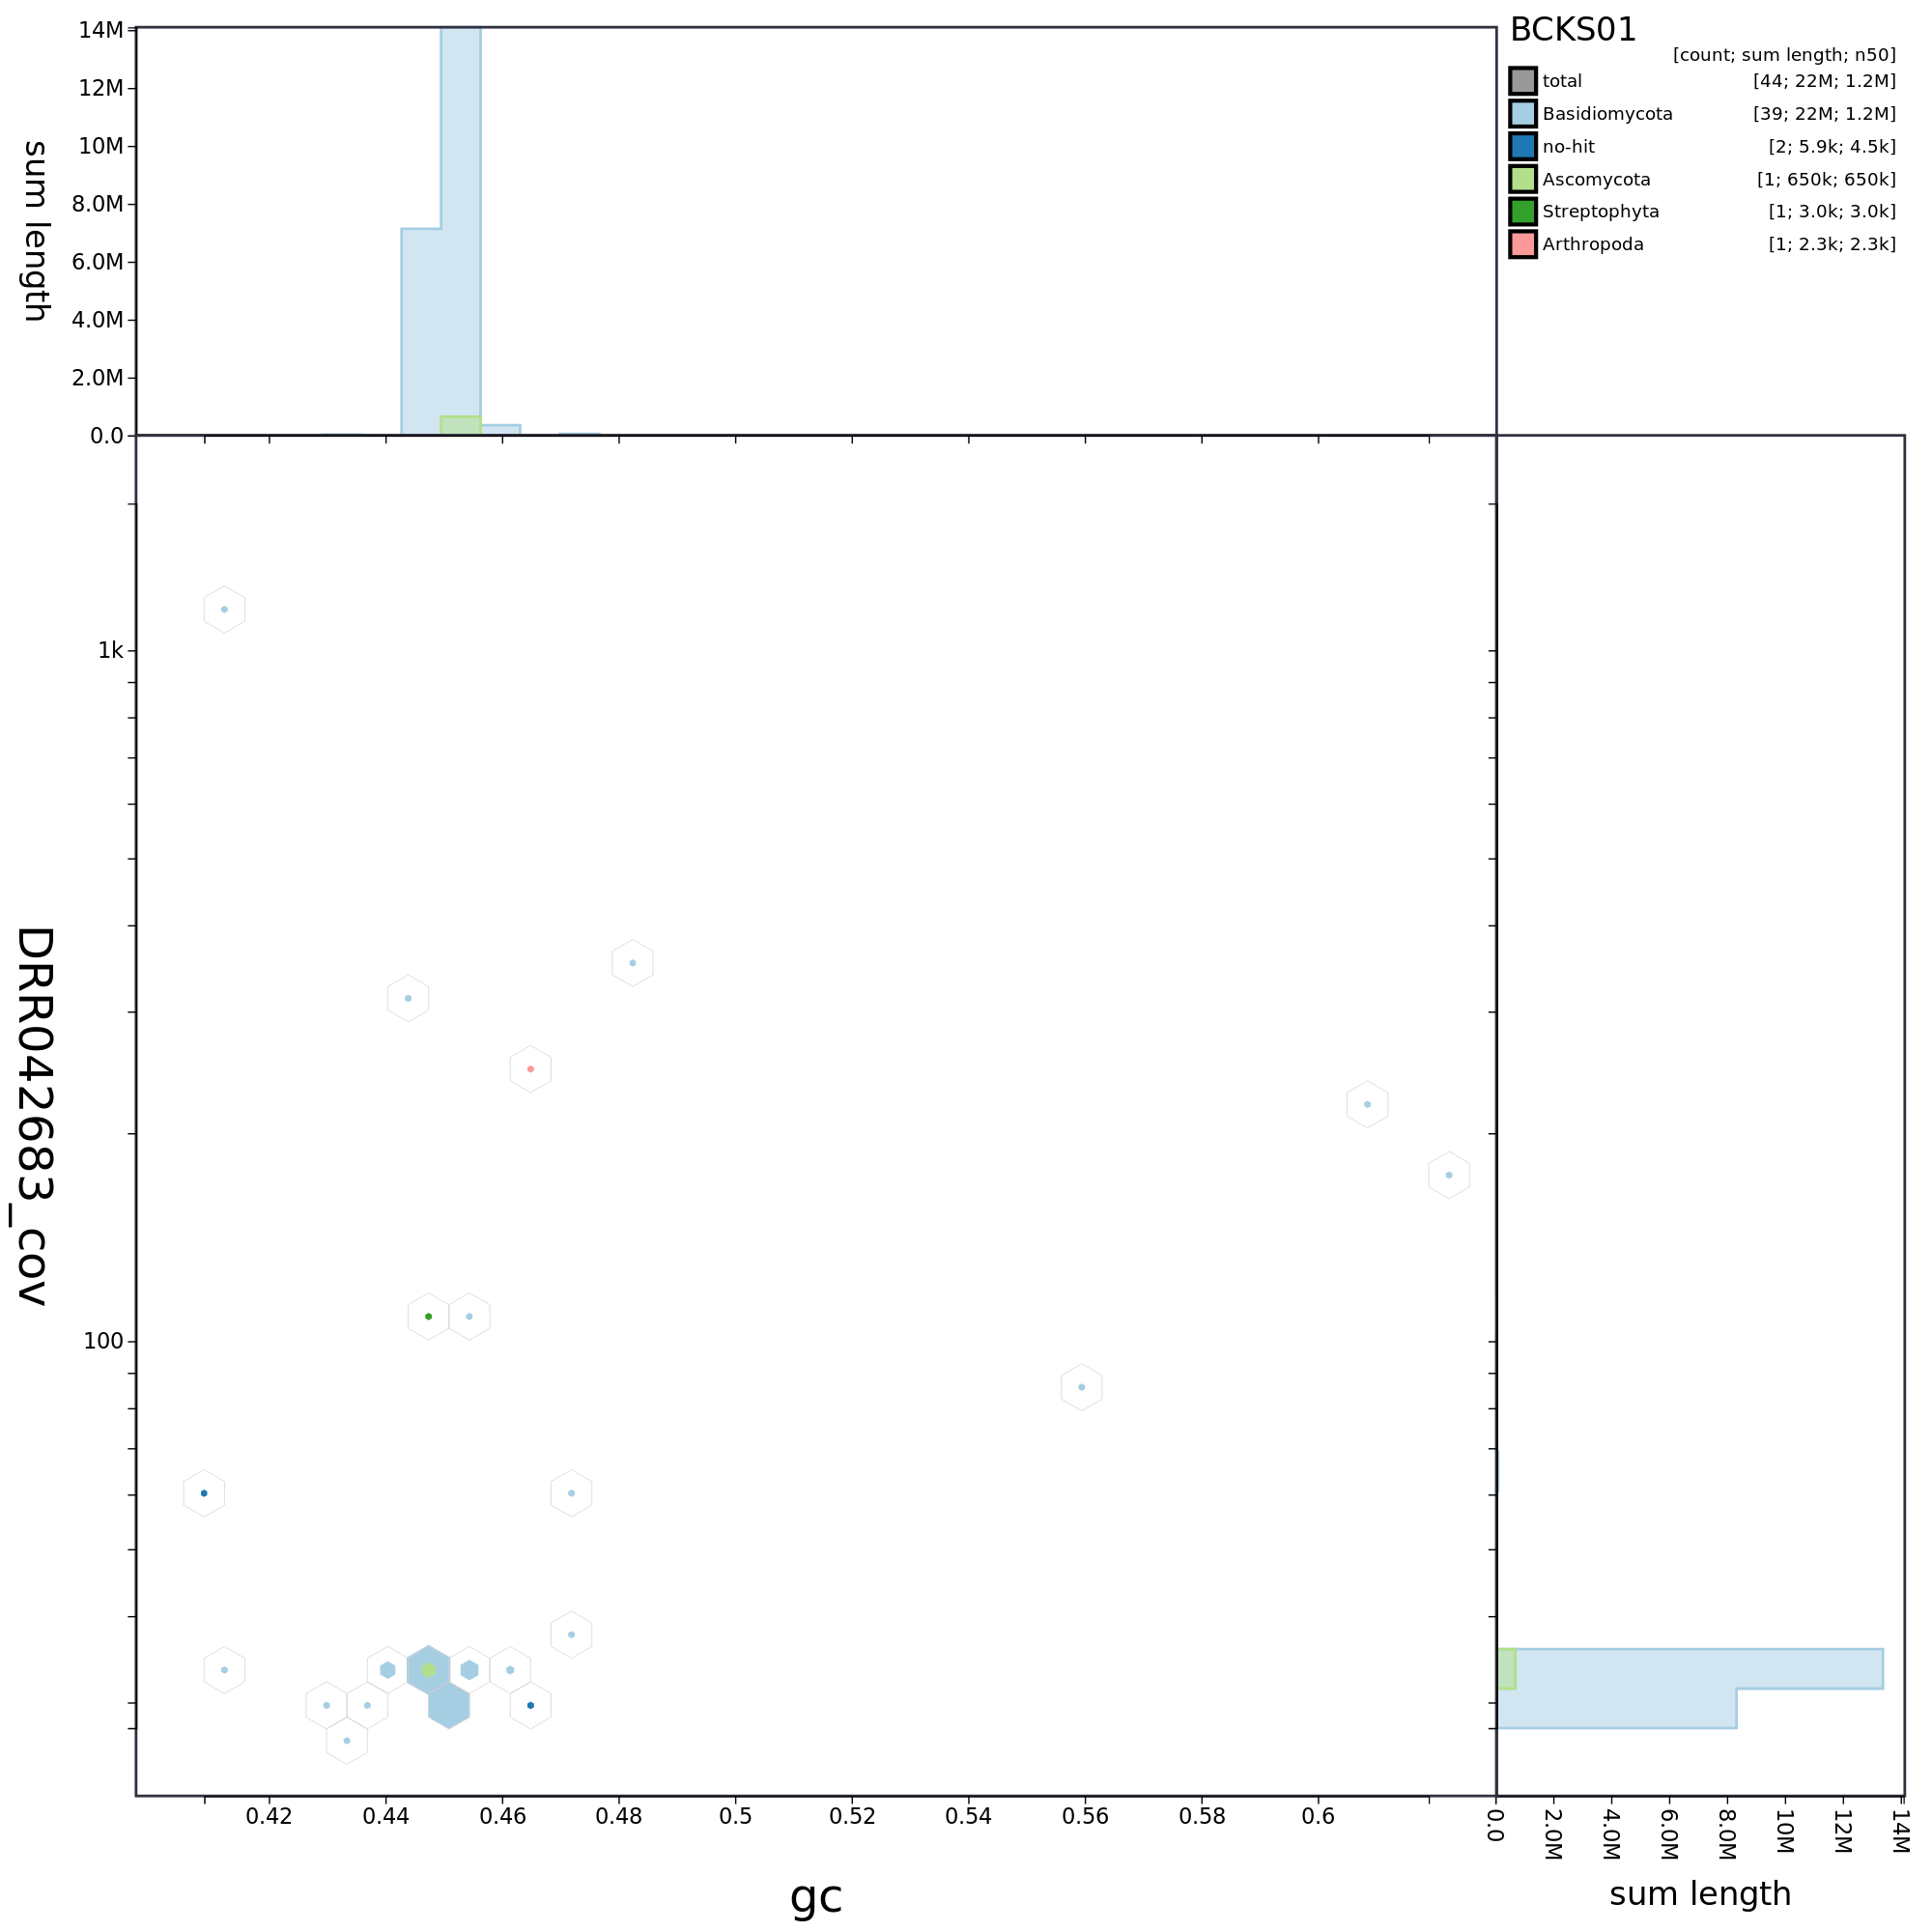 BCKS01
[count; sum length; n50]
total [44; 22M; 1.2M]
Basidiomycota [39; 22M; 1.2M]
no-hit [2; 5.9k; 4.5k]
Ascomycota [1; 650k; 650k]
Streptophyta [1; 3.0k; 3.0k]
Arthropoda [1; 2.3k; 2.3k]
sum length
14M
12M
10M
8.0M
6.0M
4.0M
2.0M
0.0
DRR042683_cov
1k
100
0.42 0.44 0.46 0.48 0.5 0.52 0.54 0.56 0.58 0.6
gc
0.0 2.0M 4.0M 6.0M 8.0M 10M 12M 14M
sum length